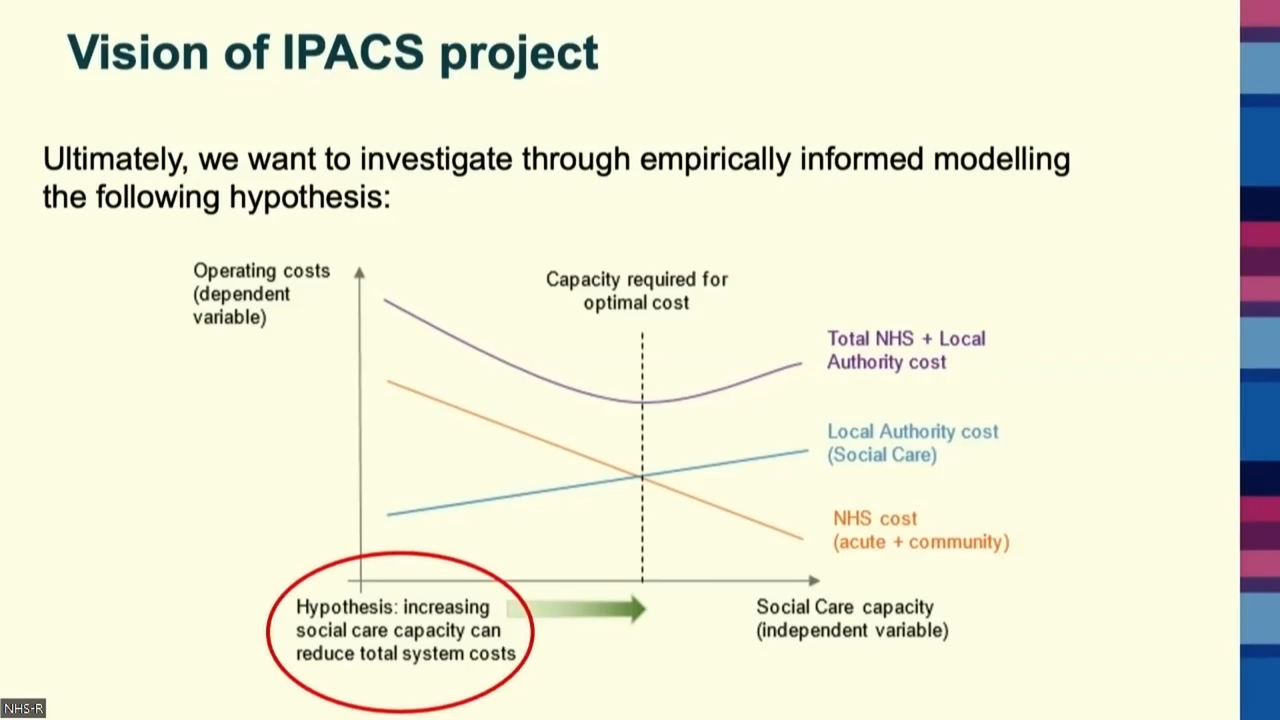 Vision of IPACS project
Ultimately, we want to investigate through empirically informed modelling
the following hypothesis:
Operating costs
(dependent
variable)
Capacity required for
optimal cost
Total NHS + Local
Authority cost
Local Authority cost
(Social Care)
NHS cost
(acute + community)
Hypothesis: increasing
social care capacity can
reduce total system costs
Social Care capacity
(independent variable)
NHS-R